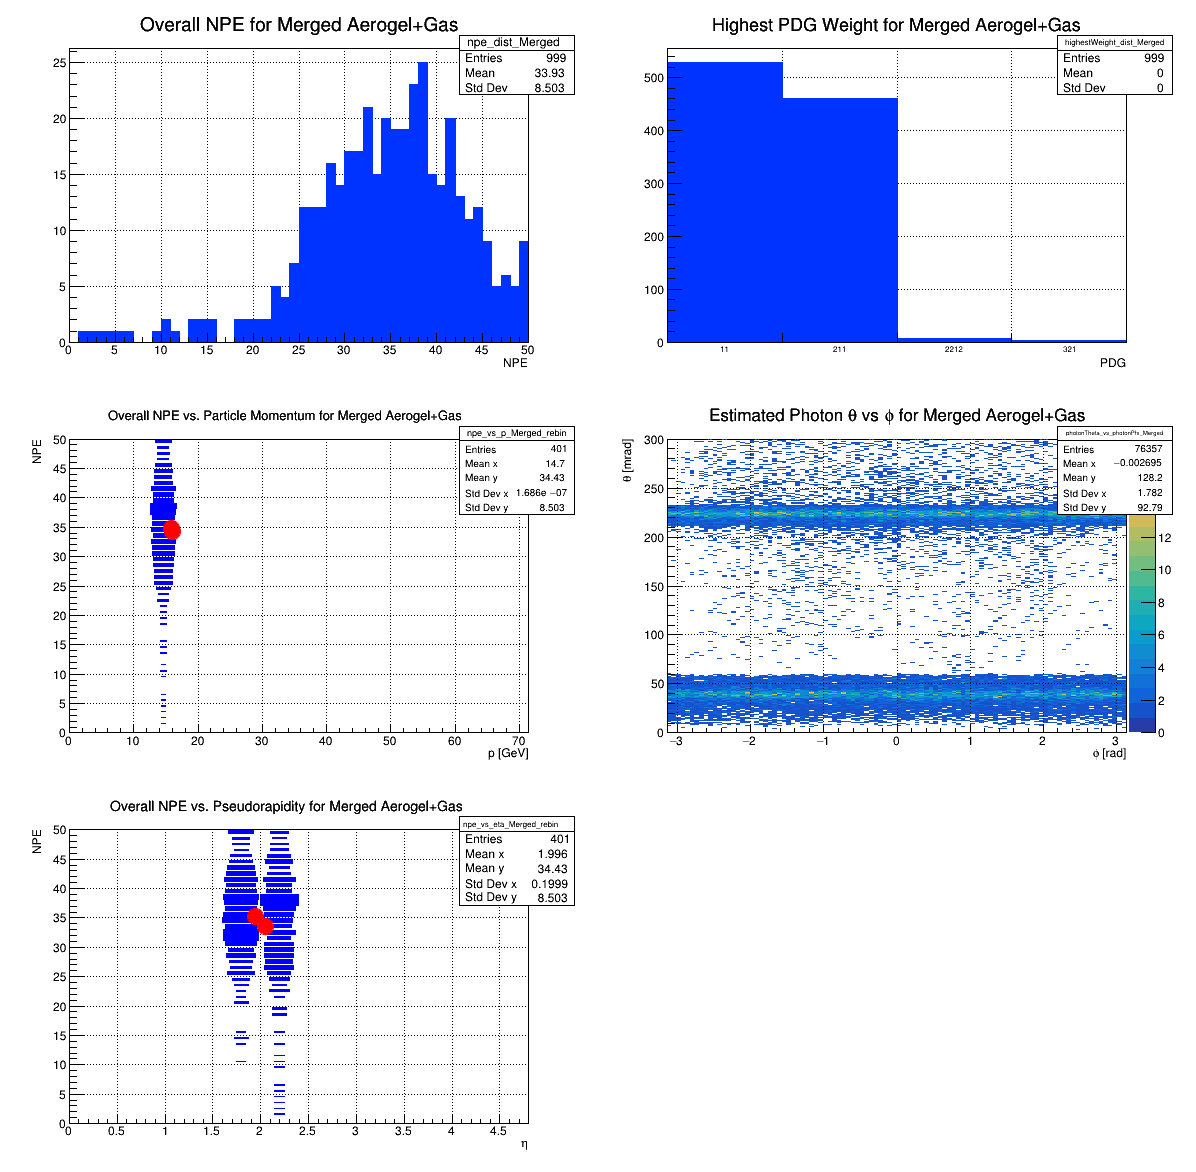 Overall NPE for Merged Aerogel+Gas
npe_dist_Merged
Entries 999
Mean 33.93
Std Dev 8.503
25
20
15
10
5
0
0 5 10 15 20 25 30 35 40 45 50
NPE
Highest PDG Weight for Merged Aerogel+Gas
highestWeight_dist_Merged
Entries 999
Mean 0
Std Dev 0
500
400
300
200
100
0
11 211 2212 321
PDG
Overall NPE vs. Particle Momentum for Merged Aerogel+Gas
npe_vs_p_Merged_rebin
Entries 401
Mean x 14.7
Mean y 34.43
Std Dev x 1.686e −07
Std Dev y 8.503
NPE
50
45
40
35
30
25
20
15
10
5
0
0 10 20 30 40 50 60 70
p [GeV]
Estimated Photon θ vs ϕ for Merged Aerogel+Gas
photonTheta_vs_photonPhi_Merged
Entries 76357
Mean x −0.002695
Mean y 128.2
Std Dev x 1.782
Std Dev y 92.79
θ [mrad]
300
250
200
150
100
50
0
−3 −2 −1 0 1 2 3
ϕ [rad]
12
10
8
6
4
2
0
Overall NPE vs. Pseudorapidity for Merged Aerogel+Gas
npe_vs_eta_Merged_rebin
Entries 401
Mean x 1.996
Mean y 34.43
Std Dev x 0.1999
Std Dev y 8.503
NPE
50
45
40
35
30
25
20
15
10
5
0
0 0.5 1 1.5 2 2.5 3 3.5 4 4.5
η